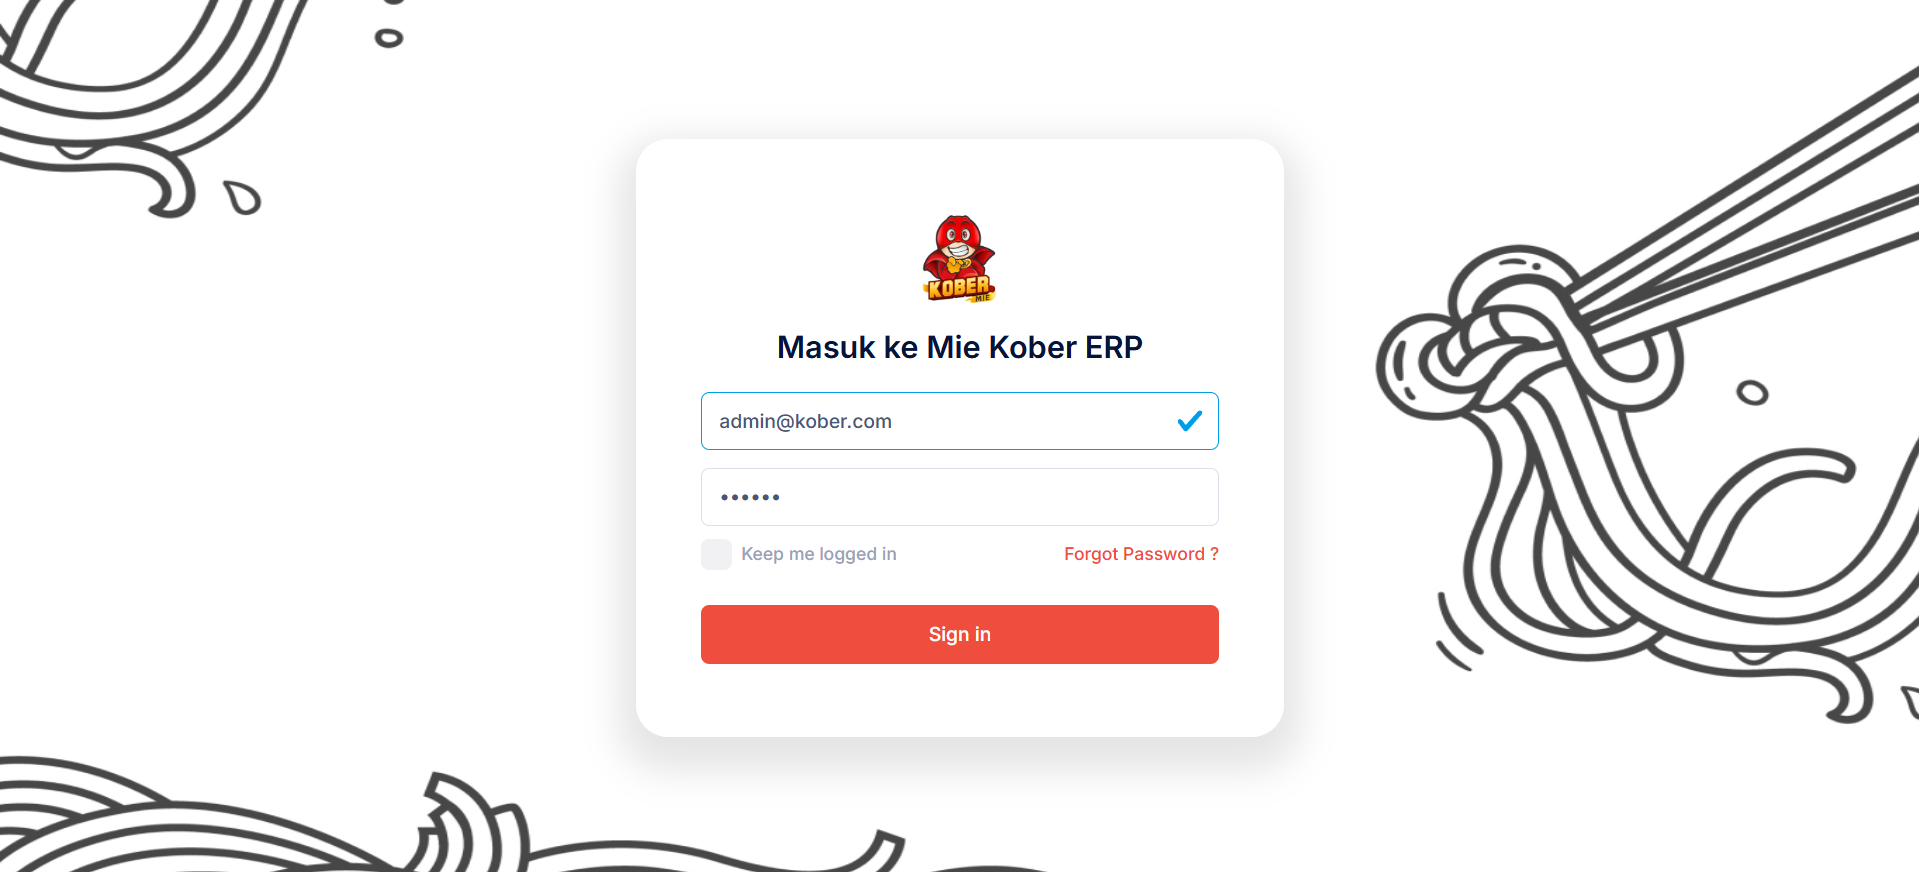 KOBER
MIE
Masuk ke Mie Kober ERP
admin@kober.com
••••••
Keep me logged in
Forgot Password ?
Sign in